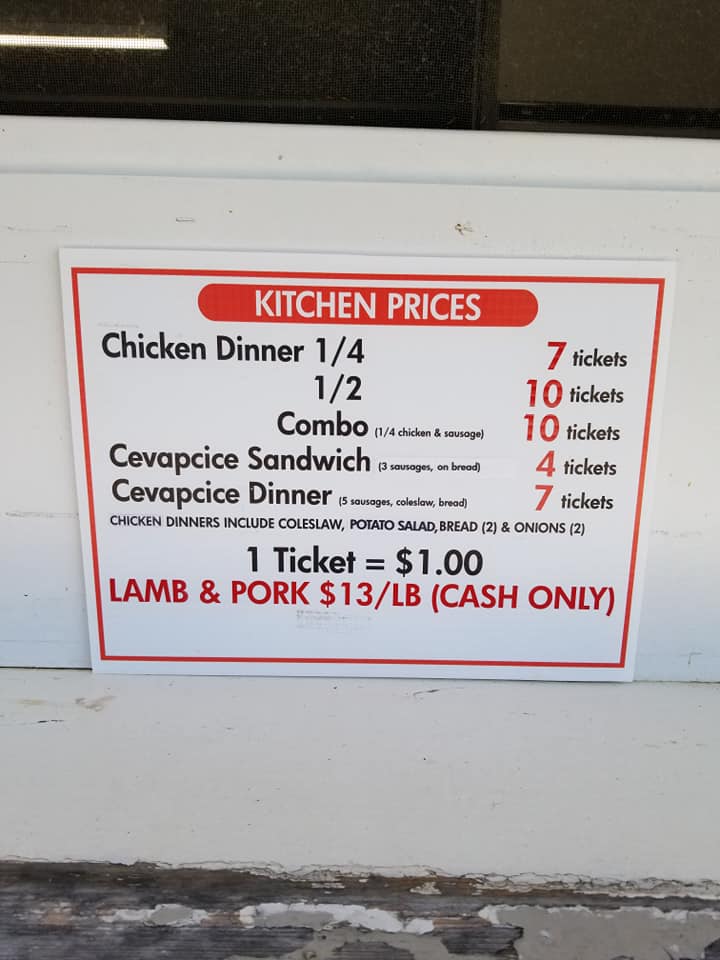 KITCHEN PRICES
Chicken Dinner 1/4 7 tickets
1/2 10 tickets
Combo (1/4 chicken & sausage) 10 tickets
Cevapcice Sandwich (3 sausages, on bread) 4 tickets
Cevapcice Dinner (5 sausages, coleslaw, bread) 7 tickets
CHICKEN DINNERS INCLUDE COLESLAW, POTATO SALAD, BREAD (2) & ONIONS (2)
1 Ticket = $1.00
LAMB & PORK $13/LB (CASH ONLY)